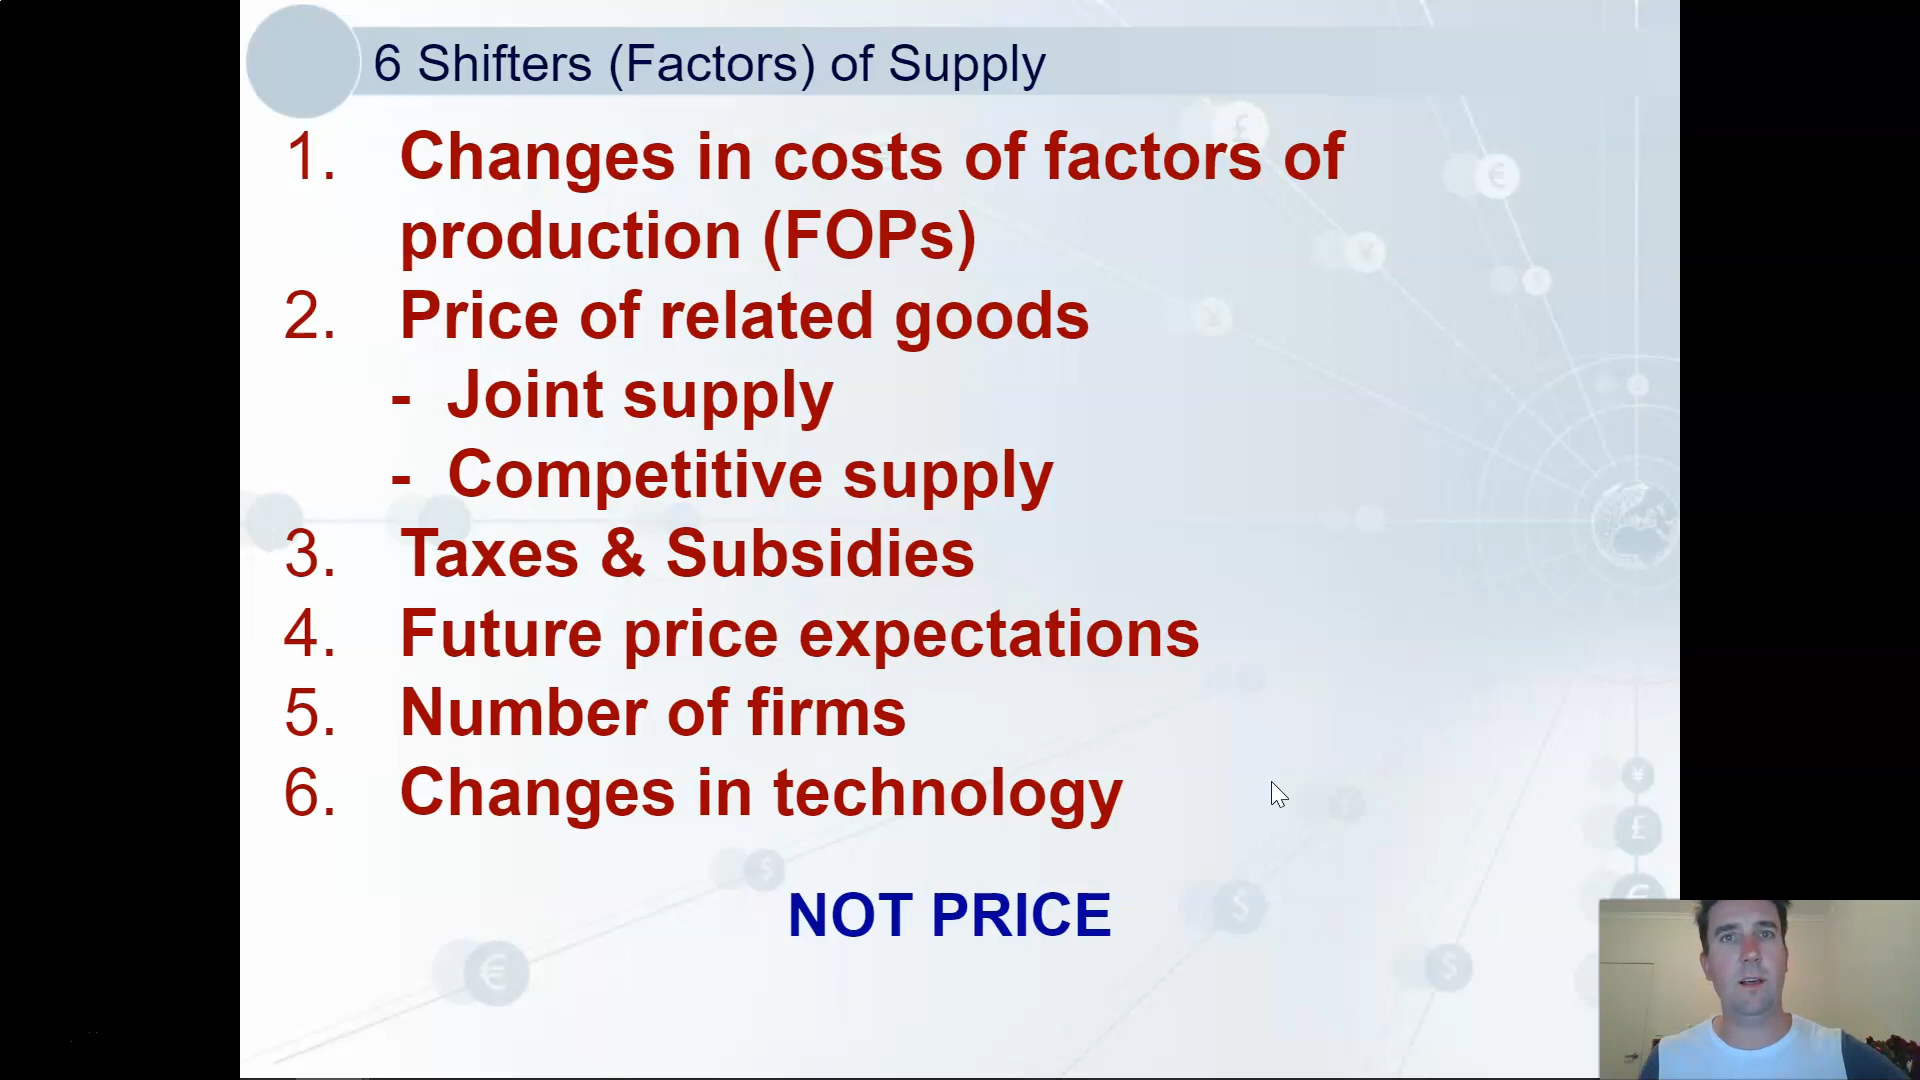 6 Shifters (Factors) of Supply
1. Changes in costs of factors of
production (FOPs)
2. Price of related goods
- Joint supply
- Competitive supply
3. Taxes & Subsidies
4. Future price expectations
5. Number of firms
6. Changes in technology
NOT PRICE